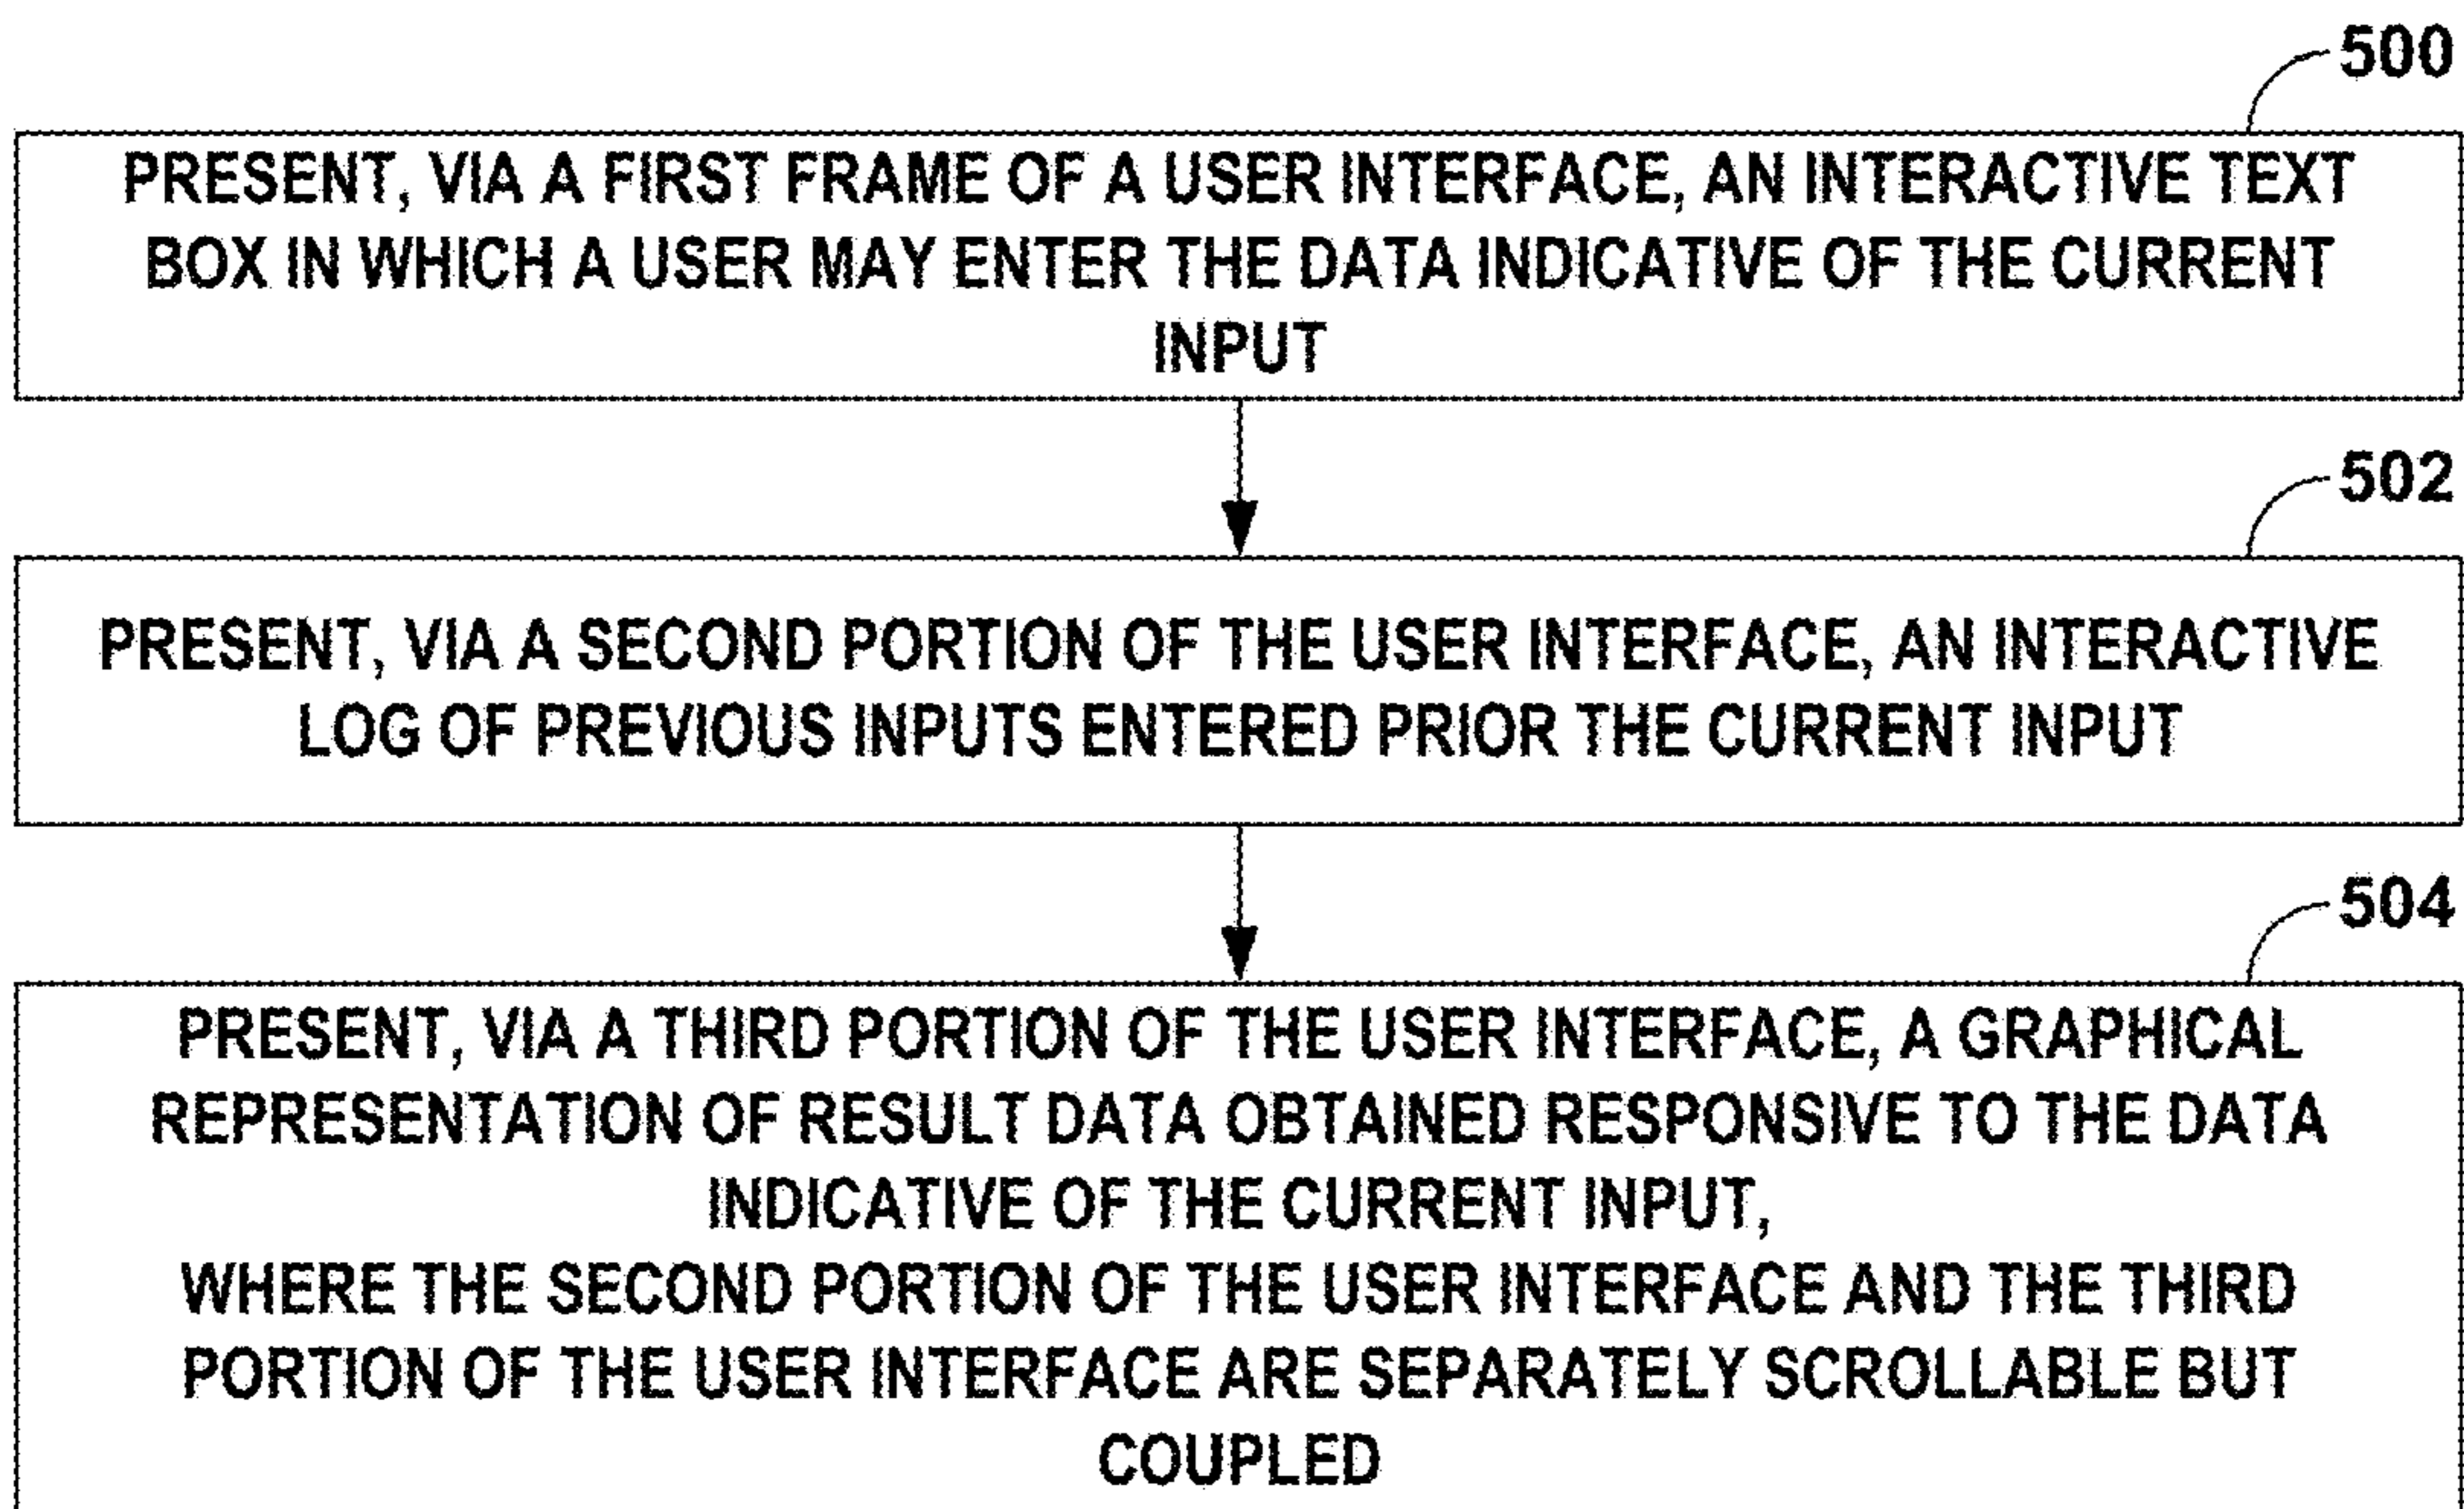 500
PRESENT, VIA A FIRST FRAME OF A USER INTERFACE, AN INTERACTIVE TEXT
BOX IN WHICH A USER MAY ENTER THE DATA INDICATIVE OF THE CURRENT
INPUT
502
PRESENT, VIA A SECOND PORTION OF THE USER INTERFACE, AN INTERACTIVE
LOG OF PREVIOUS INPUTS ENTERED PRIOR THE CURRENT INPUT
504
PRESENT, VIA A THIRD PORTION OF THE USER INTERFACE, A GRAPHICAL
REPRESENTATION OF RESULT DATA OBTAINED RESPONSIVE TO THE DATA
INDICATIVE OF THE CURRENT INPUT,
WHERE THE SECOND PORTION OF THE USER INTERFACE AND THE THIRD
PORTION OF THE USER INTERFACE ARE SEPARATELY SCROLLABLE BUT
COUPLED